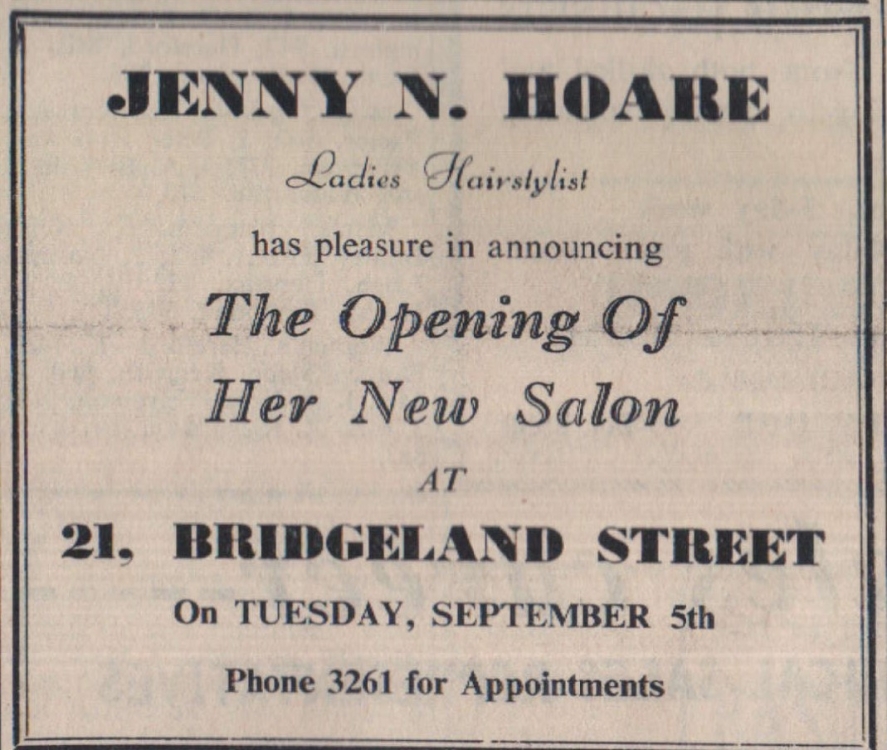 JENNY N. HOARE
Ladies Hairstylist
has pleasure in announcing
The Opening Of
Her New Salon
AT
21, BRIDGELAND STREET
On TUESDAY, SEPTEMBER 5th
Phone 3261 for Appointments